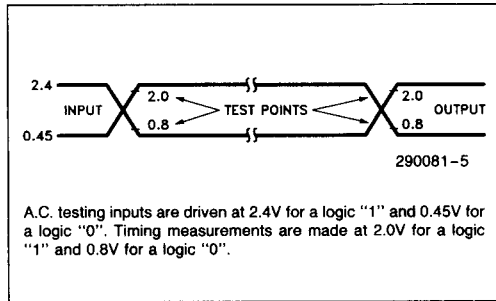 2.4
INPUT
0.45
2.0
0.8
TEST POINTS
2.0
0.8
OUTPUT
290081-5
A.C. testing inputs are driven at 2.4V for a logic "1" and 0.45V for
a logic "0". Timing measurements are made at 2.0V for a logic
"1" and 0.8V for a logic "0".